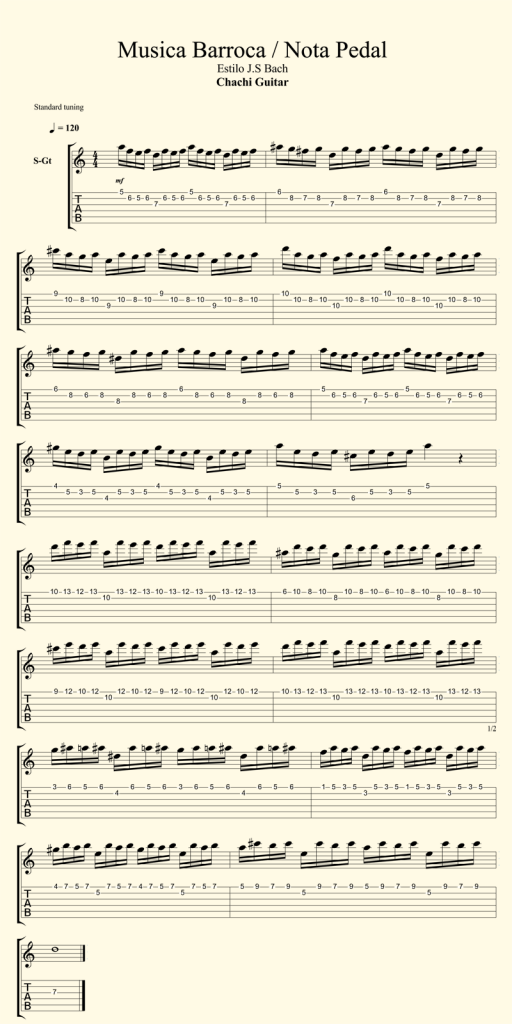 Musica Barroca / Nota Pedal
Estilo J.S Bach
Chachi Guitar
Standard tuning
= 120
S-Gt
4
4
mf
TAB 5 6 5 6 7 6 5 6 5 6 5 6 7 6 5 6 6 8 7 8 7 8 7 8 6 8 7 8 7 8 7 8
TAB 9 10 8 10 9 10 8 10 9 10 8 10 9 10 8 10 10 10 8 10 10 10 8 10 10 10 8 10 10 10 8 10
TAB 6 8 6 8 8 8 6 8 6 8 6 8 8 8 6 8 5 6 5 6 7 6 5 6 5 6 5 6 7 6 5 6
TAB 4 5 3 5 4 5 3 5 4 5 3 5 4 5 3 5 5 5 3 5 6 5 3 5 5
TAB 10 13 12 13 10 13 12 13 10 13 12 13 10 13 12 13 6 10 8 10 8 10 8 10 6 10 8 10 8 10 8 10
TAB 9 12 10 12 10 12 10 12 9 12 10 12 10 12 10 12 10 13 12 13 10 13 12 13 10 13 12 13 10 13 12 13
1/2
TAB 3 6 5 6 4 6 5 6 3 6 5 6 4 6 5 6 1 5 3 5 3 5 3 5 1 5 3 5 3 5 3 5
TAB 4 7 5 7 5 7 5 7 4 7 5 7 5 7 5 7 5 9 7 9 5 9 7 9 5 9 7 9 5 9 7 9
TAB 7